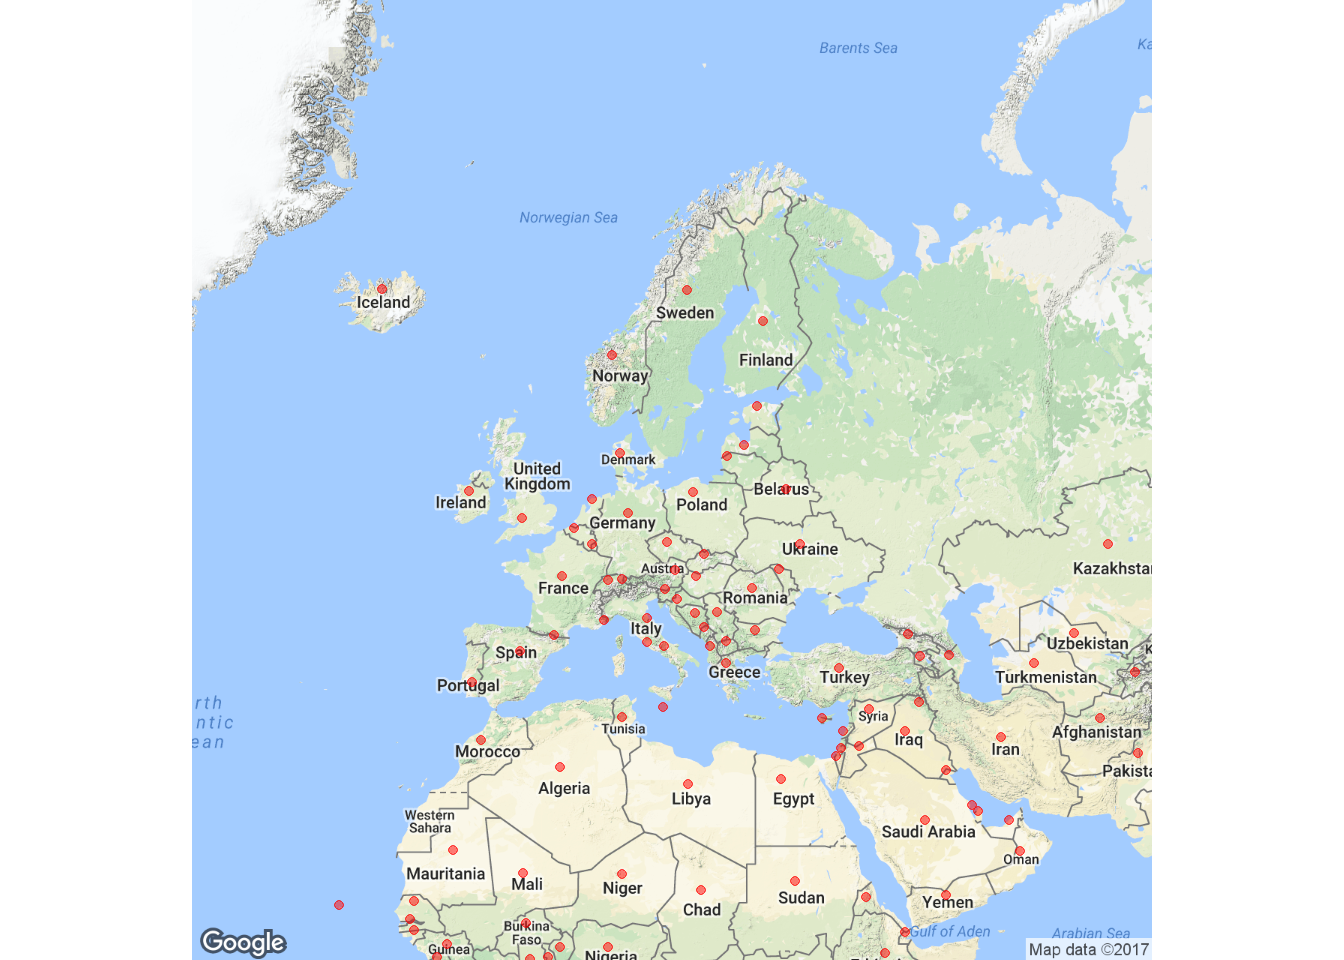 Barents Sea
Ka
Norwegian Sea
Iceland
Sweden
Finland
Norway
Denmark
United
Kingdom
Ireland
Belarus
Poland
Germany
Ukraine
Kazakhstan
Austria
France
Romania
Italy
Uzbekistan
K
Spain
Greece
Turkmenistan
Turkey
Portugal
rth
ntic
ean
Syria
Tunisia
Afghanistan
Iraq
Iran
Morocco
Pakista
Algeria
Libya
Egypt
Western
Sahara
Saudi Arabia
Oman
Mauritania
Mali
Niger
Sudan
Chad
Yemen
Burkina
Faso
Gulf of Aden
Arabian Sea
Google
Guinea
Nigeria
Map data ©2017